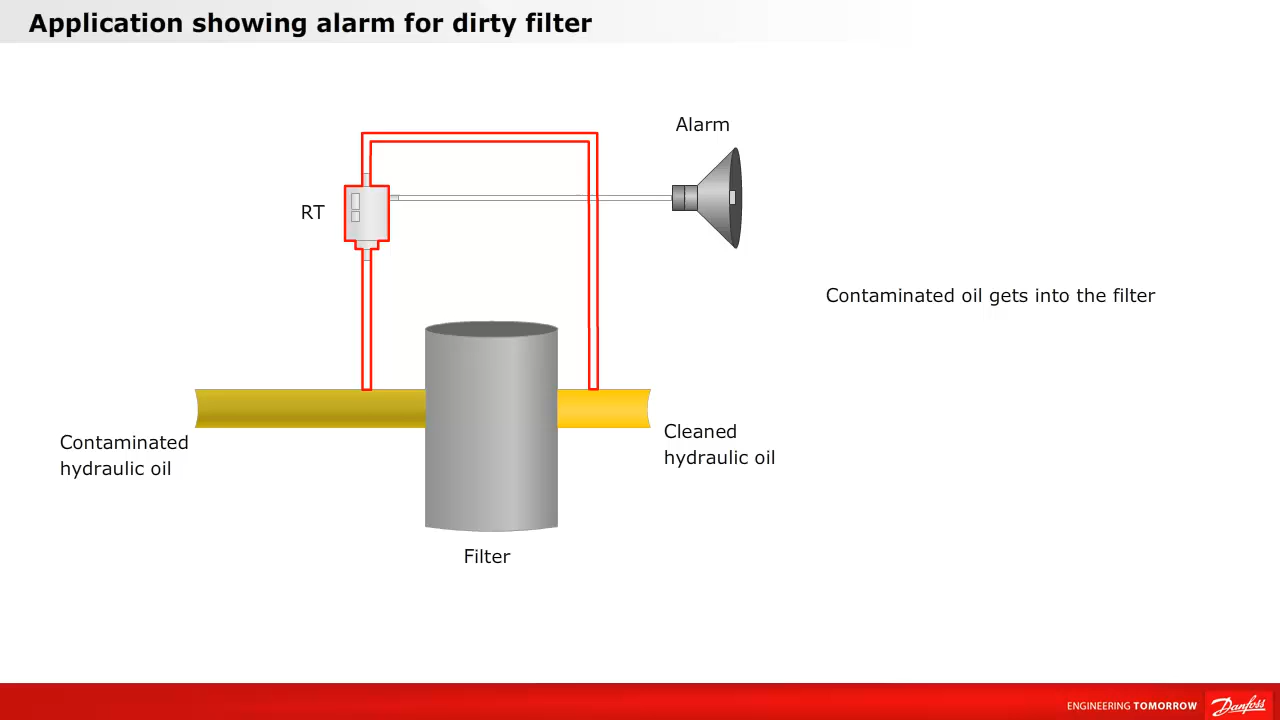 Application showing alarm for dirty filter
Alarm
RT
Contaminated oil gets into the filter
Contaminated
hydraulic oil
Cleaned
hydraulic oil
Filter
ENGINEERING TOMORROW
Danfoss